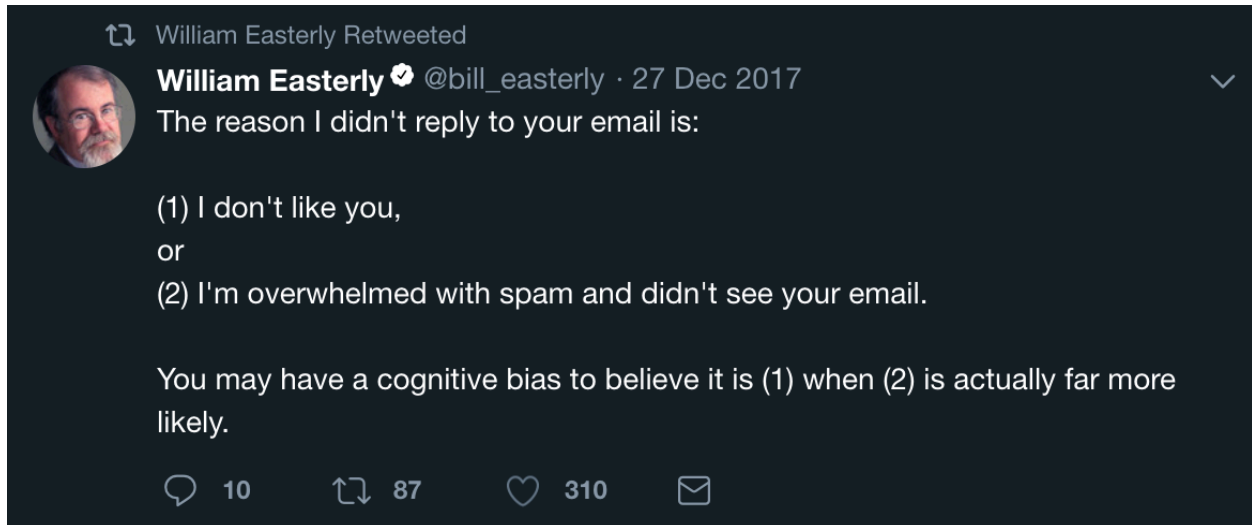 William Easterly Retweeted
William Easterly @bill_easterly · 27 Dec 2017
The reason I didn't reply to your email is:
(1) I don't like you,
or
(2) I'm overwhelmed with spam and didn't see your email.
You may have a cognitive bias to believe it is (1) when (2) is actually far more
likely.
10 87 310